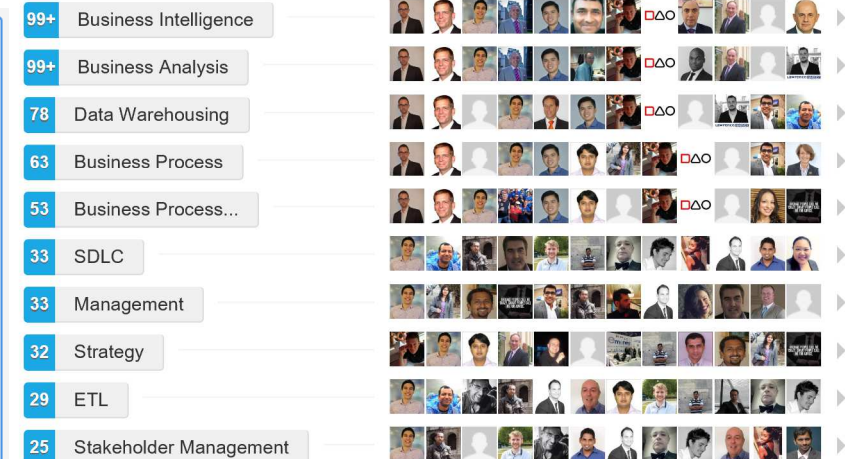 99+ Business Intelligence
99+ Business Analysis
78 Data Warehousing
63 Business Process
53 Business Process...
33 SDLC
33 Management
32 Strategy
29 ETL
25 Stakeholder Management